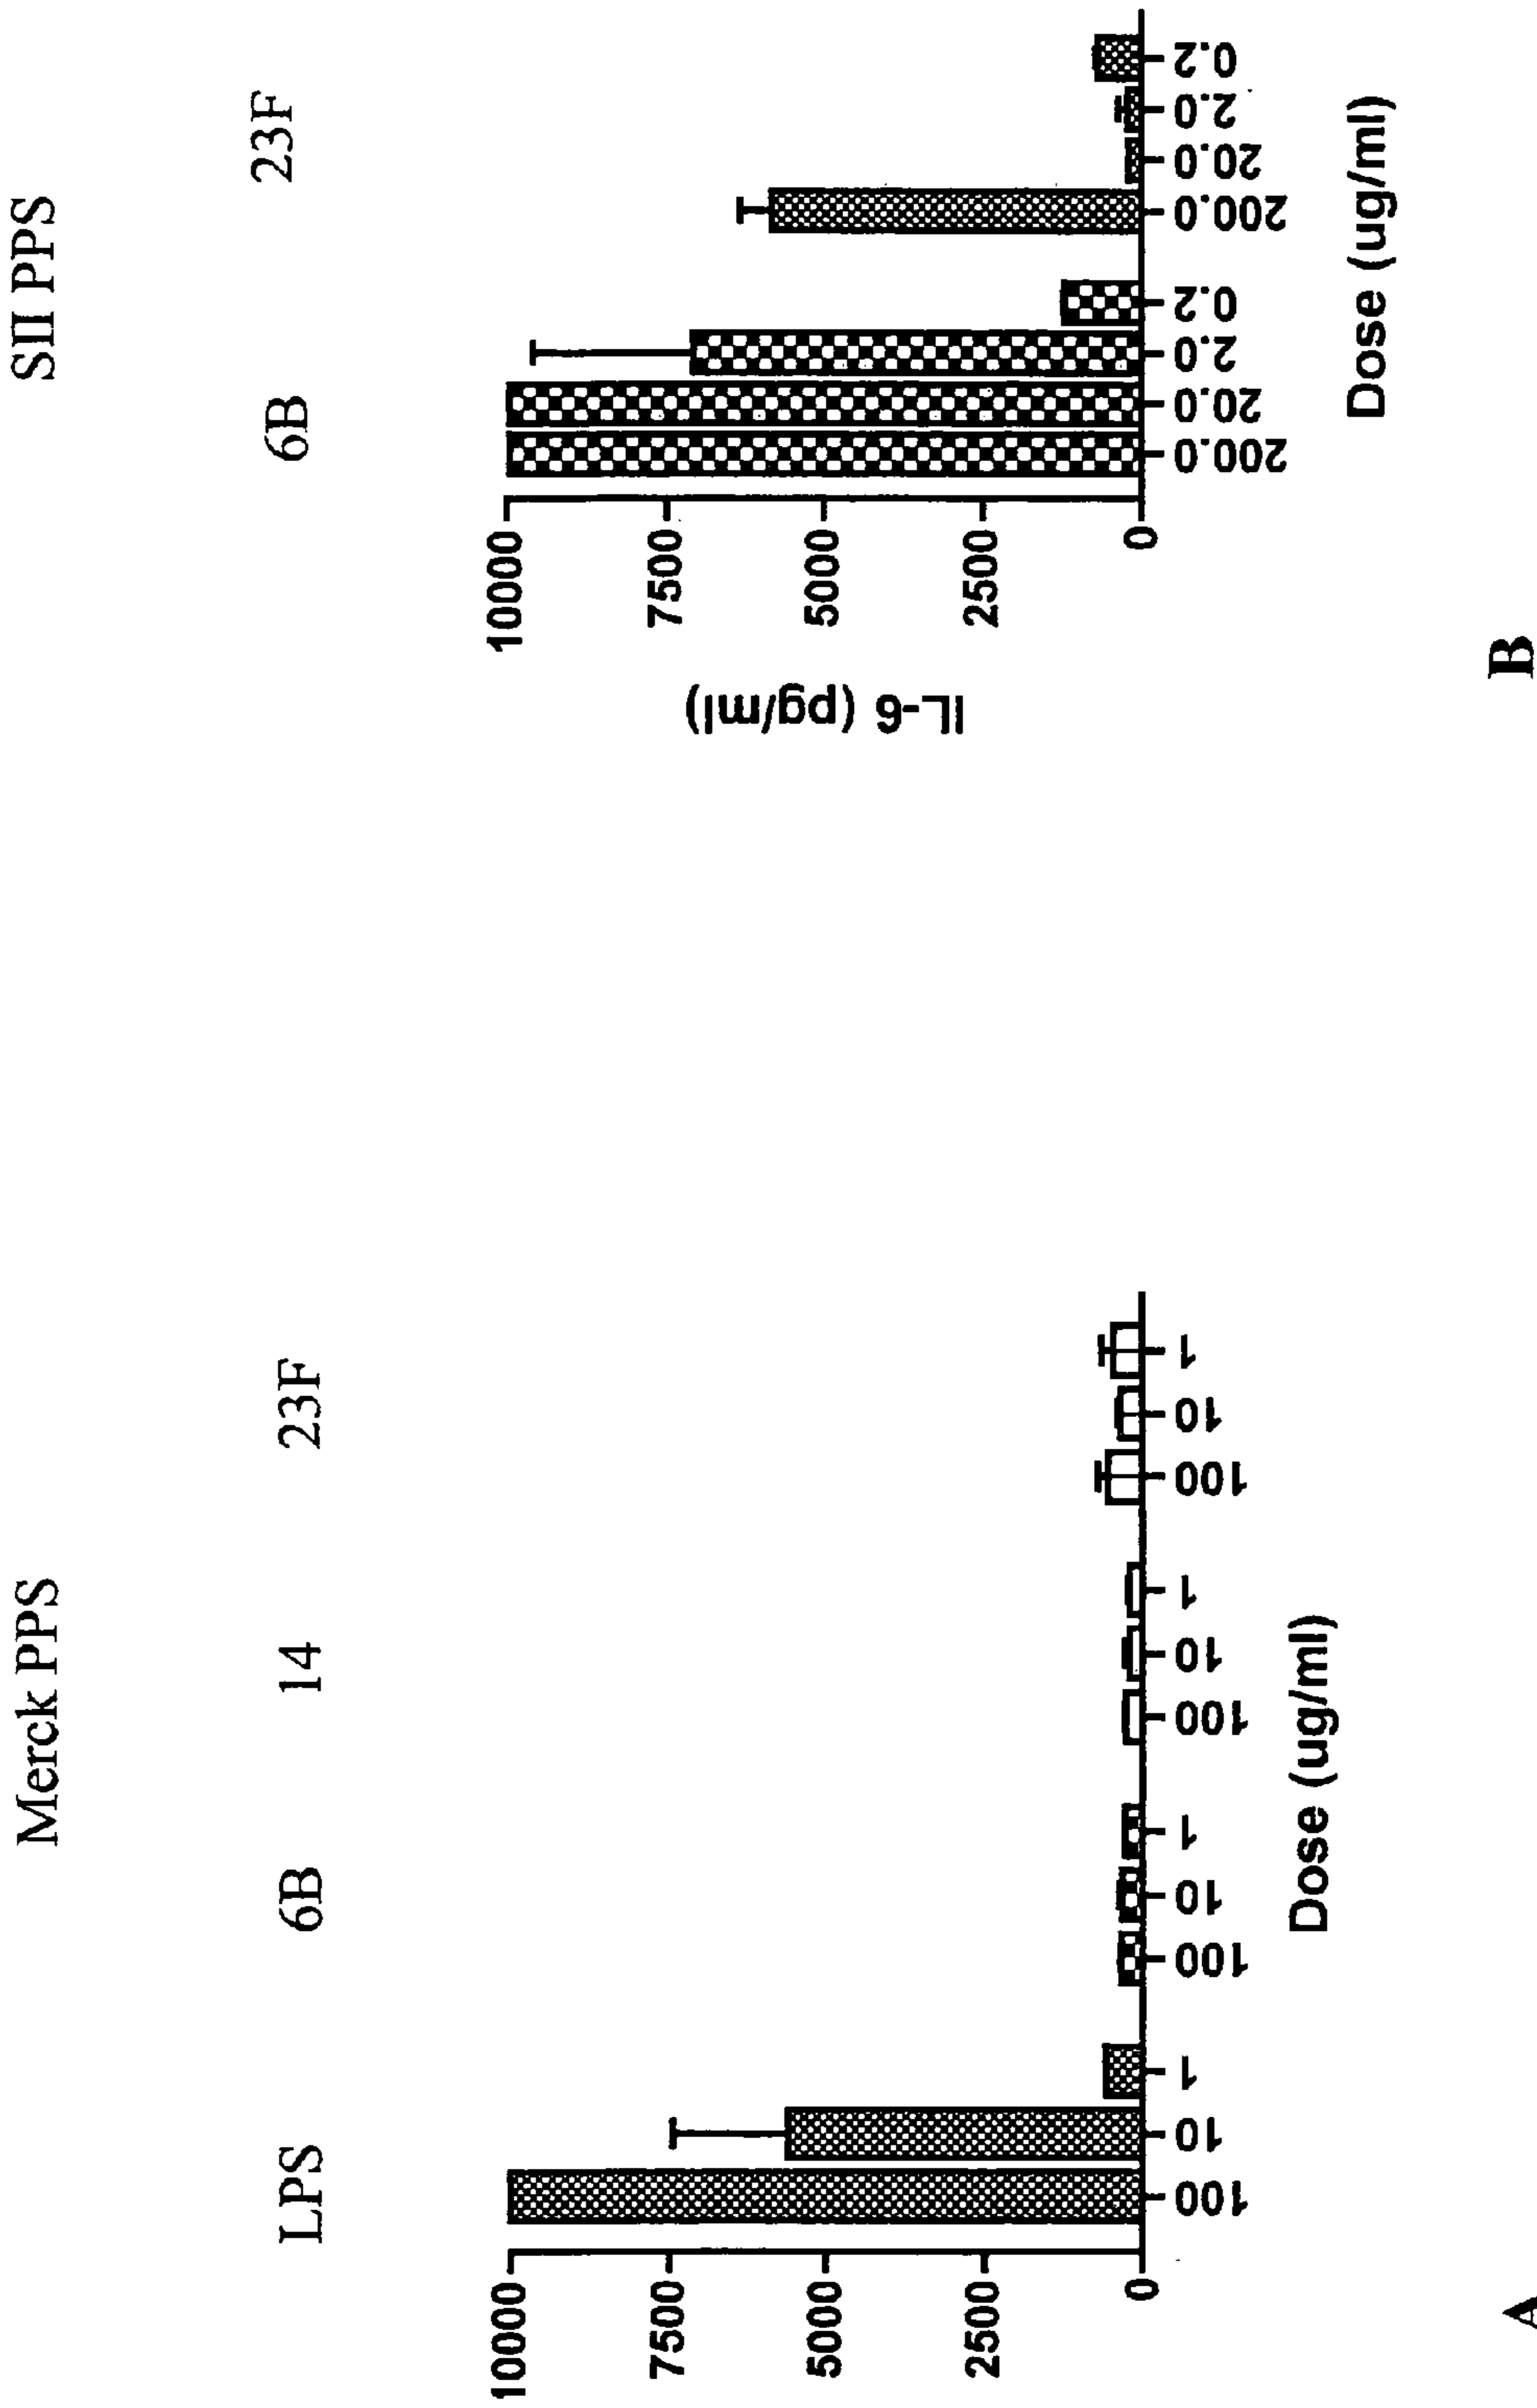 Merck PPS
LPS 6B 14 23F
10000
7500
5000
2500
0
100 10 1 100 10 1 100 10 1 100 10 1
Dose (ug/ml)
A
SII PPS
6B 23F
IL-6 (pg/ml)
10000
7500
5000
2500
0
200.0 20.0 2.0 0.2 200.0 20.0 2.0 0.2
Dose (ug/ml)
B